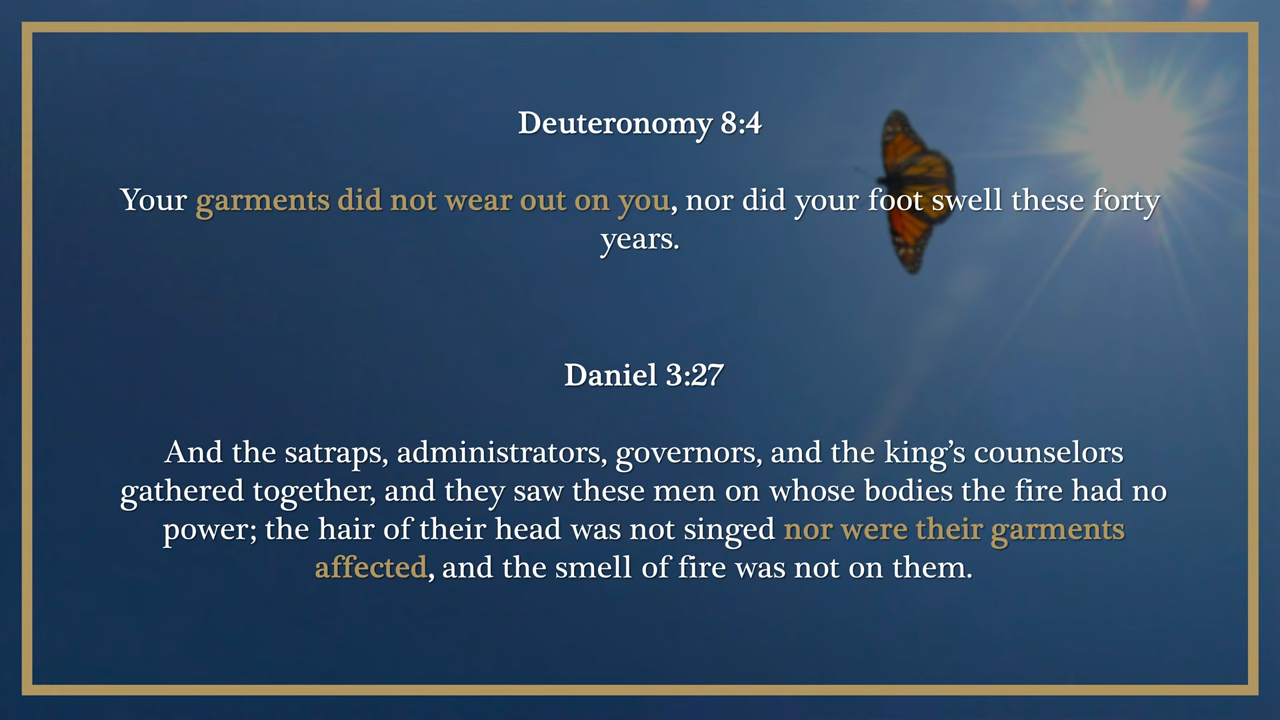 Deuteronomy 8:4
Your garments did not wear out on you, nor did your foot swell these forty
years.
Daniel 3:27
And the satraps, administrators, governors, and the king’s counselors
gathered together, and they saw these men on whose bodies the fire had no
power; the hair of their head was not singed nor were their garments
affected, and the smell of fire was not on them.